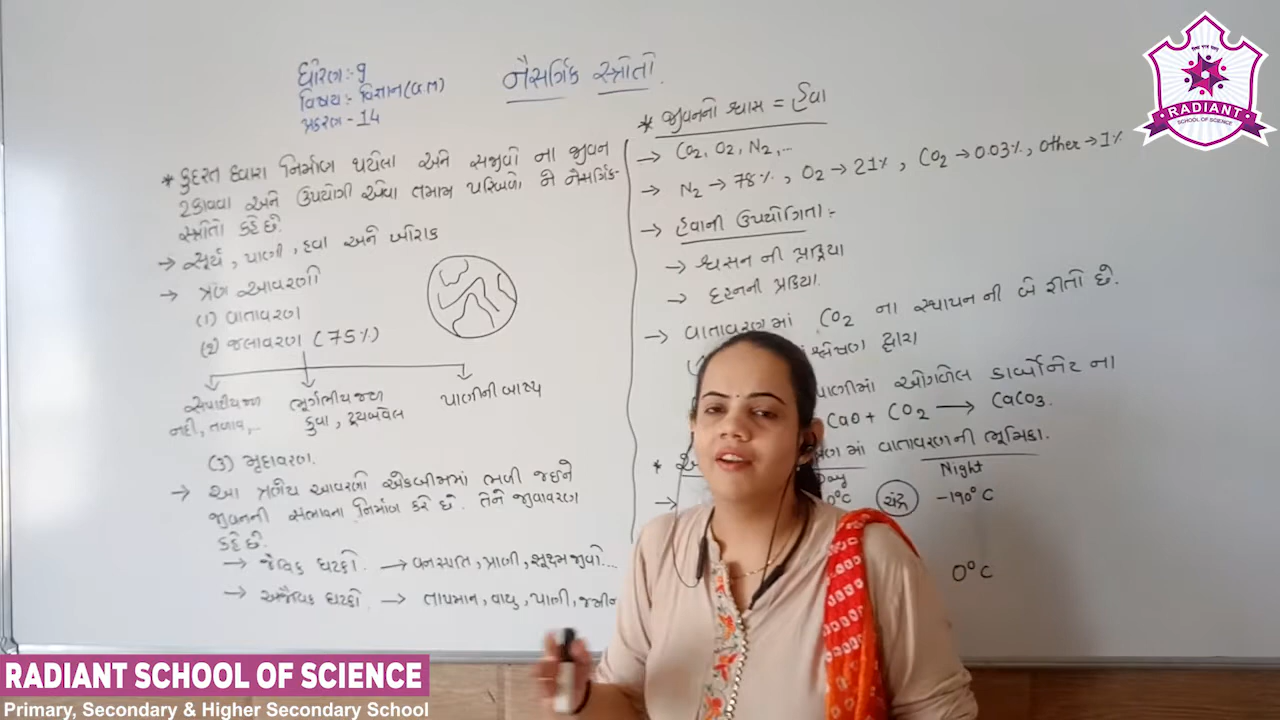 ધોરણ:- 9
વિષય:- વિજ્ઞાન (G.M)
પ્રકરણ - 14
નૈસર્ગિક સ્ત્રોતો.
* કુદરત દ્વારા નિર્માણ થયેલા અને સજીવો ના જીવન
ટકાવવા અને ઉપયોગી એવા તમામ પરિબળો ને નૈસર્ગિક
સ્ત્રોતો કહે છે.
→ સૂર્ય, પાણી, હવા અને ખોરાક
→ ત્રણ આવરણો
(1) વાતાવરણ
(2) જલાવરણ (75%)
સપાટીય જળ
નદી, તળાવ,..
ભૂર્ગભીય જળ
કુવા, ટ્યુબવેલ
પાણીની બાષ્પ
(3) મૃદાવરણ.
→ આ ત્રણેય આવરણો એકબીજામાં ભળી જઈને
જીવનની સંભાવના નિર્માણ કરે છે. તેને જીવાવરણ
કહે છે.
→ જૈવિક ઘટકો. → વનસ્પતિ, પ્રાણી, સૂક્ષ્મજીવો...
→ અજૈવિક ઘટકો. → તાપમાન, વાયુ, પાણી, જમીન
* જીવનનો શ્વાસ = હવા
→ CO2, O2, N2,...
→ N2 → 78%, O2 → 21%, CO2 → 0.03%, Other → 1%
→ હવાની ઉપયોગિતા:-
→ શ્વસન ની પ્રક્રિયા
→ દહનની પ્રક્રિયા.
→ વાતાવરણમાં CO2 ના સ્થાપન ની બે રીતો છે.
દ્વારા
પાણીમાં ઓગળેલ કાર્બોનેટ ના
CaO + CO2 → CaCO3.
* વાતાવરણની ભૂમિકા.
Night
→ 0°C ચંદ્ર -190°C
0°C
RADIANT
SCHOOL OF SCIENCE
RADIANT SCHOOL OF SCIENCE
Primary, Secondary & Higher Secondary School